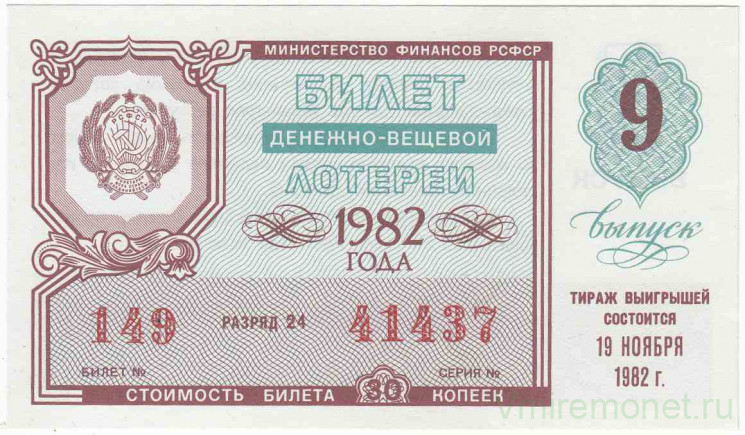 МИНИСТЕРСТВО ФИНАНСОВ РСФСР
БИЛЕТ
ДЕНЕЖНО-ВЕЩЕВОЙ
ЛОТЕРЕИ
1982
ГОДА
РСФСР
149 РАЗРЯД 24 41437
БИЛЕТ № СЕРИЯ №
СТОИМОСТЬ БИЛЕТА 30 КОПЕЕК
9
выпуск
ТИРАЖ ВЫИГРЫШЕЙ
СОСТОИТСЯ
19 НОЯБРЯ
1982 г.
vmiremonet.ru